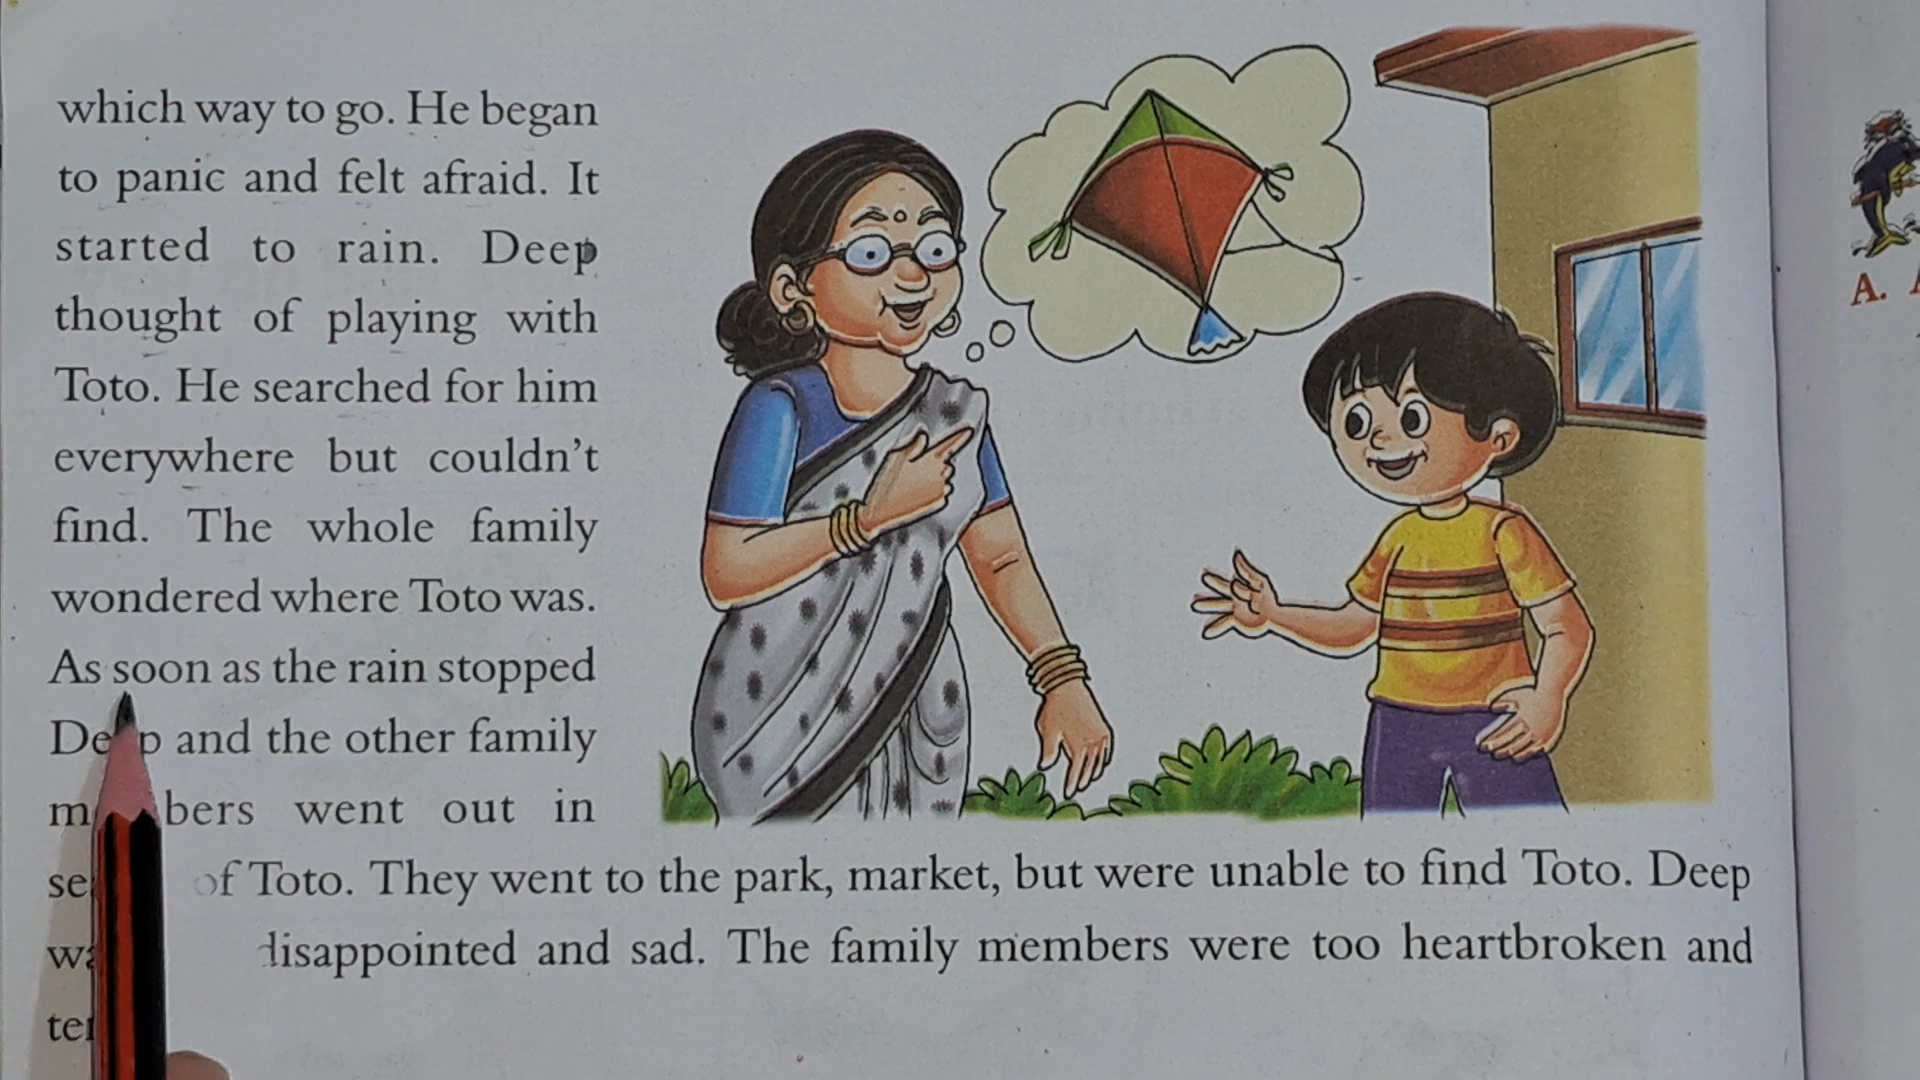 which way to go. He began
to panic and felt afraid. It
started to rain. Deep
thought of playing with
Toto. He searched for him
everywhere but couldn't
find. The whole family
wondered where Toto was.
As soon as the rain stopped
and the other family
went out in
of Toto. They went to the park, market, but were unable to find Toto. Deep
disappointed and sad. The family members were too heartbroken and
A.